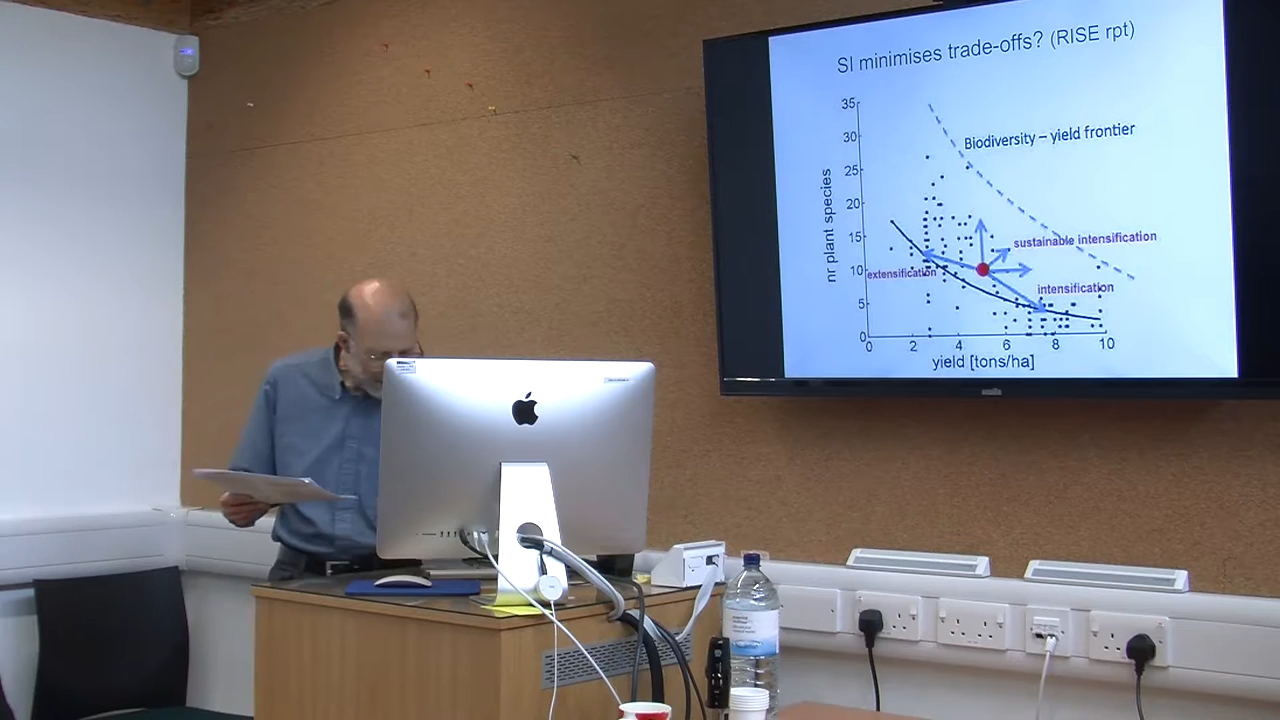 SI minimises trade-offs? (RISE rpt)
35
30
25
20
15
10
5
0
nr plant species
Biodiversity – yield frontier
sustainable intensification
extensification
intensification
0 2 4 6 8 10
yield [tons/ha]